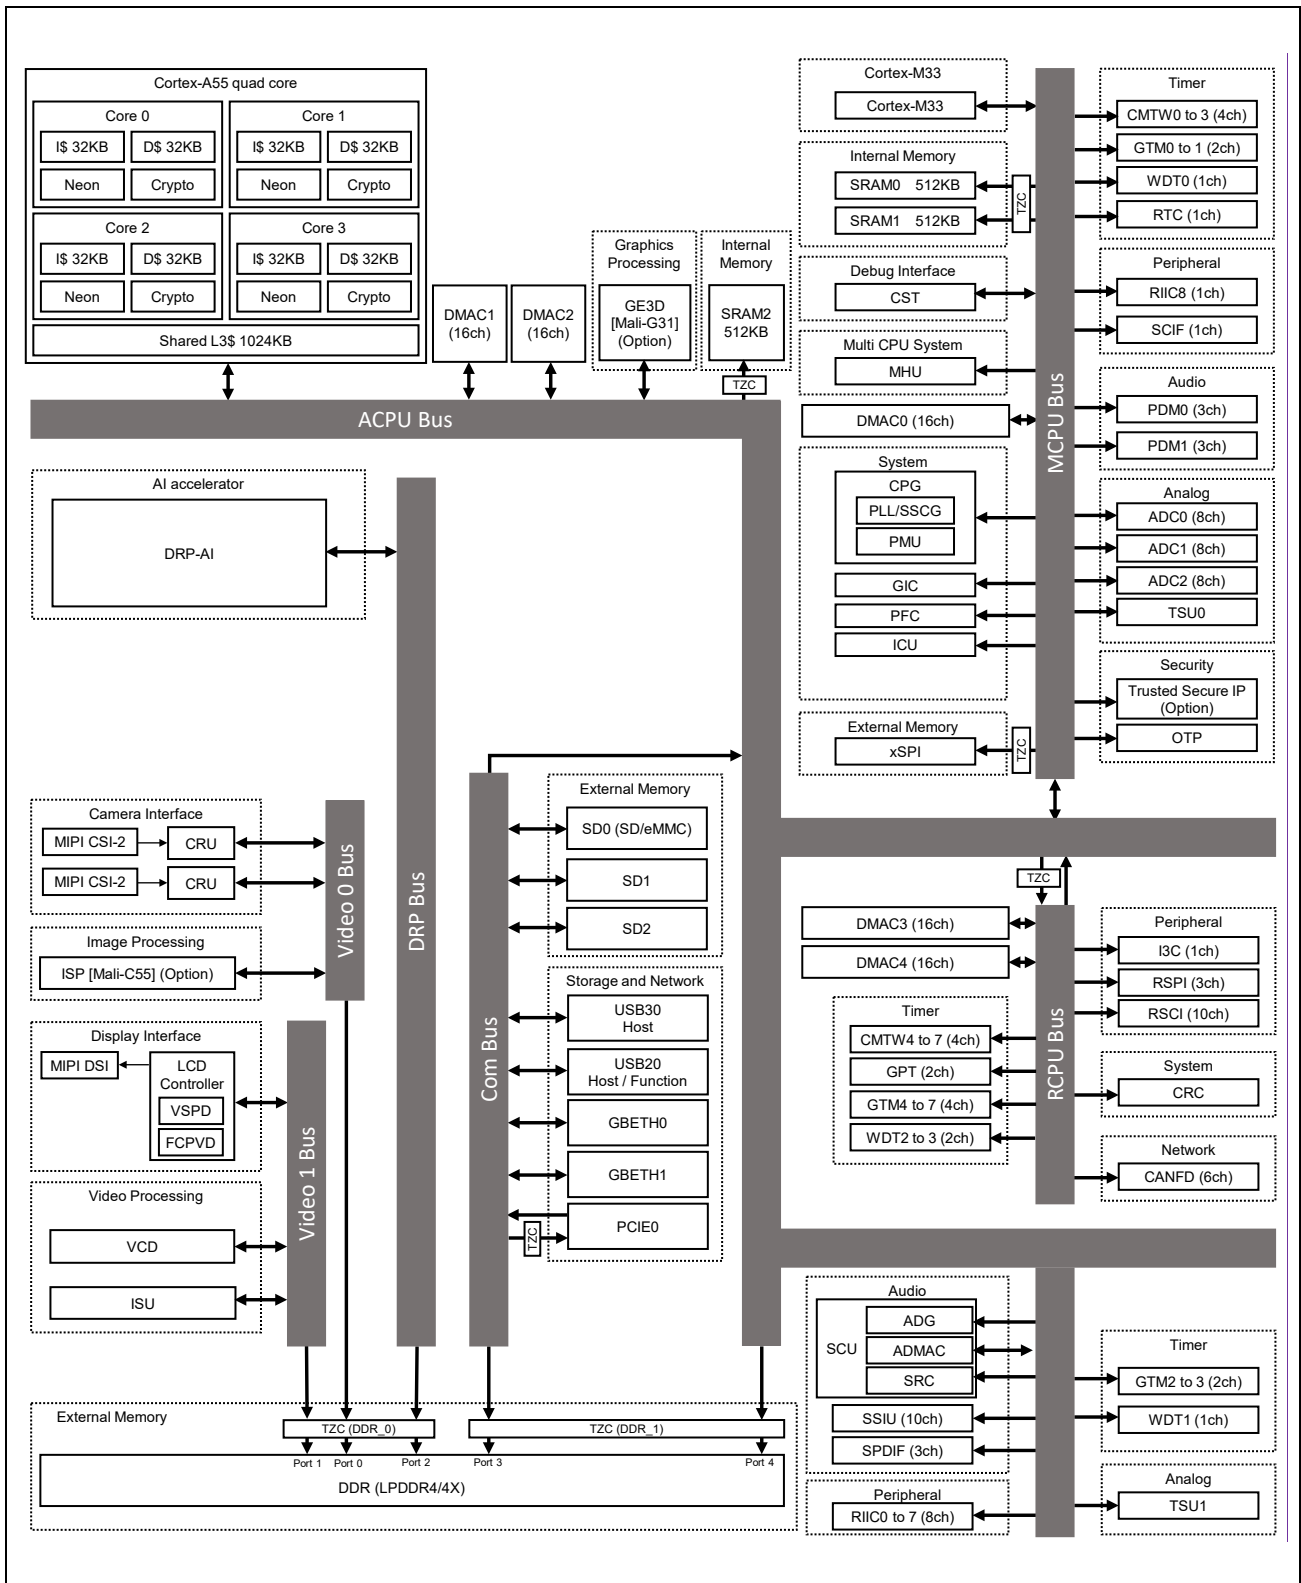 Cortex-A55 quad core
Core 0
I$ 32KB
D$ 32KB
Neon
Crypto
Core 1
I$ 32KB
D$ 32KB
Neon
Crypto
Core 2
I$ 32KB
D$ 32KB
Neon
Crypto
Core 3
I$ 32KB
D$ 32KB
Neon
Crypto
Shared L3$ 1024KB
DMAC1
(16ch)
DMAC2
(16ch)
Graphics
Processing
GE3D
[Mali-G31]
(Option)
Internal
Memory
SRAM2
512KB
TZC
ACPU Bus
AI accelerator
DRP-AI
DRP Bus
Camera Interface
MIPI CSI-2
CRU
MIPI CSI-2
CRU
Image Processing
ISP [Mali-C55] (Option)
Video 0 Bus
Display Interface
MIPI DSI
LCD
Controller
VSPD
FCPVD
Video Processing
VCD
ISU
Video 1 Bus
Com Bus
External Memory
SD0 (SD/eMMC)
SD1
SD2
Storage and Network
USB30
Host
USB20
Host / Function
GBETH0
GBETH1
PCIE0
TZC
External Memory
TZC (DDR_0)
TZC (DDR_1)
Port 1
Port 0
Port 2
Port 3
Port 4
DDR (LPDDR4/4X)
Cortex-M33
Cortex-M33
Internal Memory
SRAM0 512KB
SRAM1 512KB
TZC
Debug Interface
CST
Multi CPU System
MHU
DMAC0 (16ch)
System
CPG
PLL/SSCG
PMU
GIC
PFC
ICU
External Memory
xSPI
TZC
MCPU Bus
Timer
CMTW0 to 3 (4ch)
GTM0 to 1 (2ch)
WDT0 (1ch)
RTC (1ch)
Peripheral
RIIC8 (1ch)
SCIF (1ch)
Audio
PDM0 (3ch)
PDM1 (3ch)
Analog
ADC0 (8ch)
ADC1 (8ch)
ADC2 (8ch)
TSU0
Security
Trusted Secure IP
(Option)
OTP
TZC
DMAC3 (16ch)
DMAC4 (16ch)
Timer
CMTW4 to 7 (4ch)
GPT (2ch)
GTM4 to 7 (4ch)
WDT2 to 3 (2ch)
RCPU Bus
Peripheral
I3C (1ch)
RSPI (3ch)
RSCI (10ch)
System
CRC
Network
CANFD (6ch)
Audio
SCU
ADG
ADMAC
SRC
SSIU (10ch)
SPDIF (3ch)
Peripheral
RIIC0 to 7 (8ch)
Timer
GTM2 to 3 (2ch)
WDT1 (1ch)
Analog
TSU1